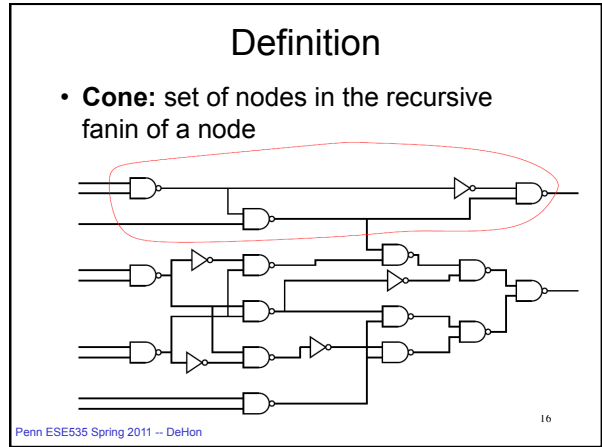 Definition
• Cone: set of nodes in the recursive
fanin of a node
16
Penn ESE535 Spring 2011 -- DeHon